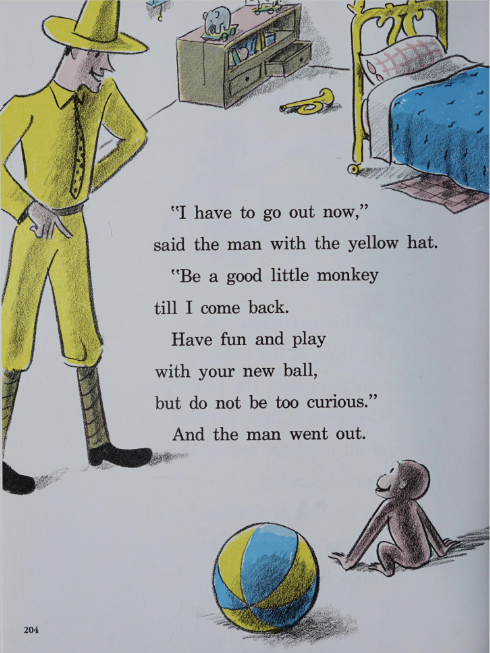 "I have to go out now,"
said the man with the yellow hat.
"Be a good little monkey
till I come back.
Have fun and play
with your new ball,
but do not be too curious."
And the man went out.
204